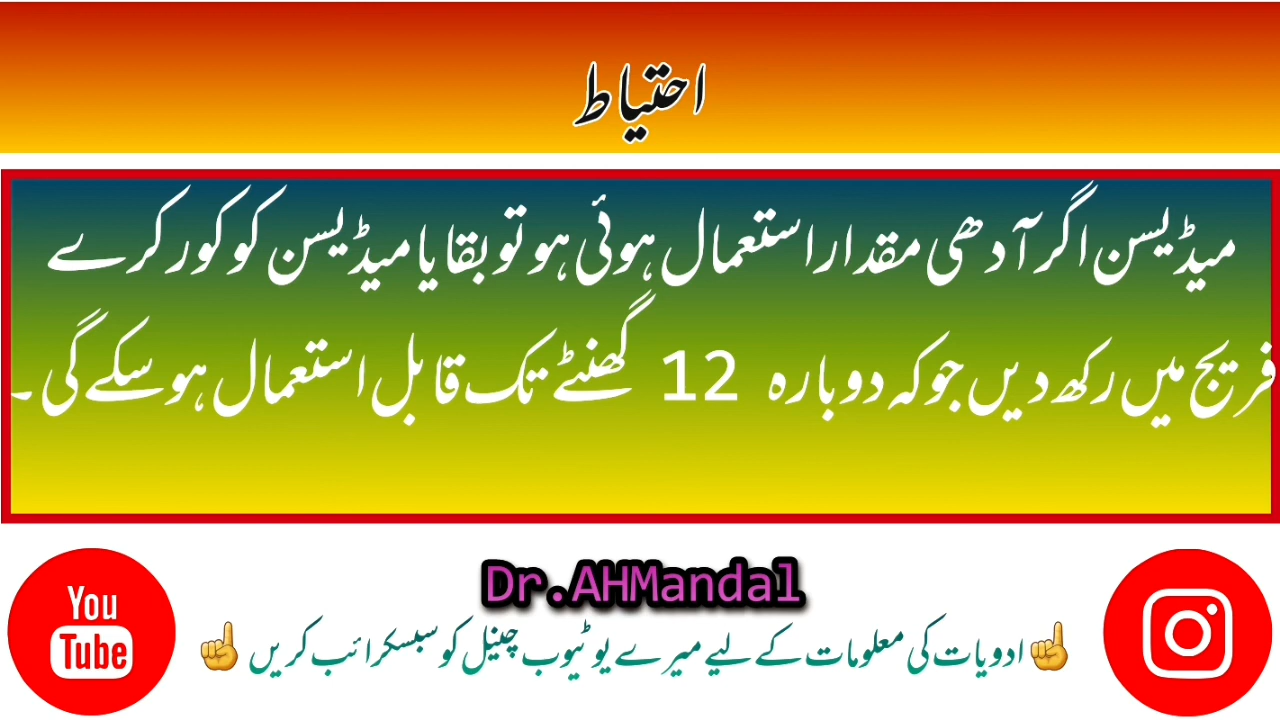 احتیاط
میڈیسن اگر آدھی مقدار استعمال ہوئی ہو تو بقایا میڈیسن کو کور کرے
فریج میں رکھ دیں جو کہ دوبارہ 12 گھنٹے تک قابل استعمال ہو سکے گی۔
Dr.AHMandal
☝ادویات کی معلومات کے لیے میرے یوٹیوب چینل کو سبسکرائب کریں☝
You
Tube